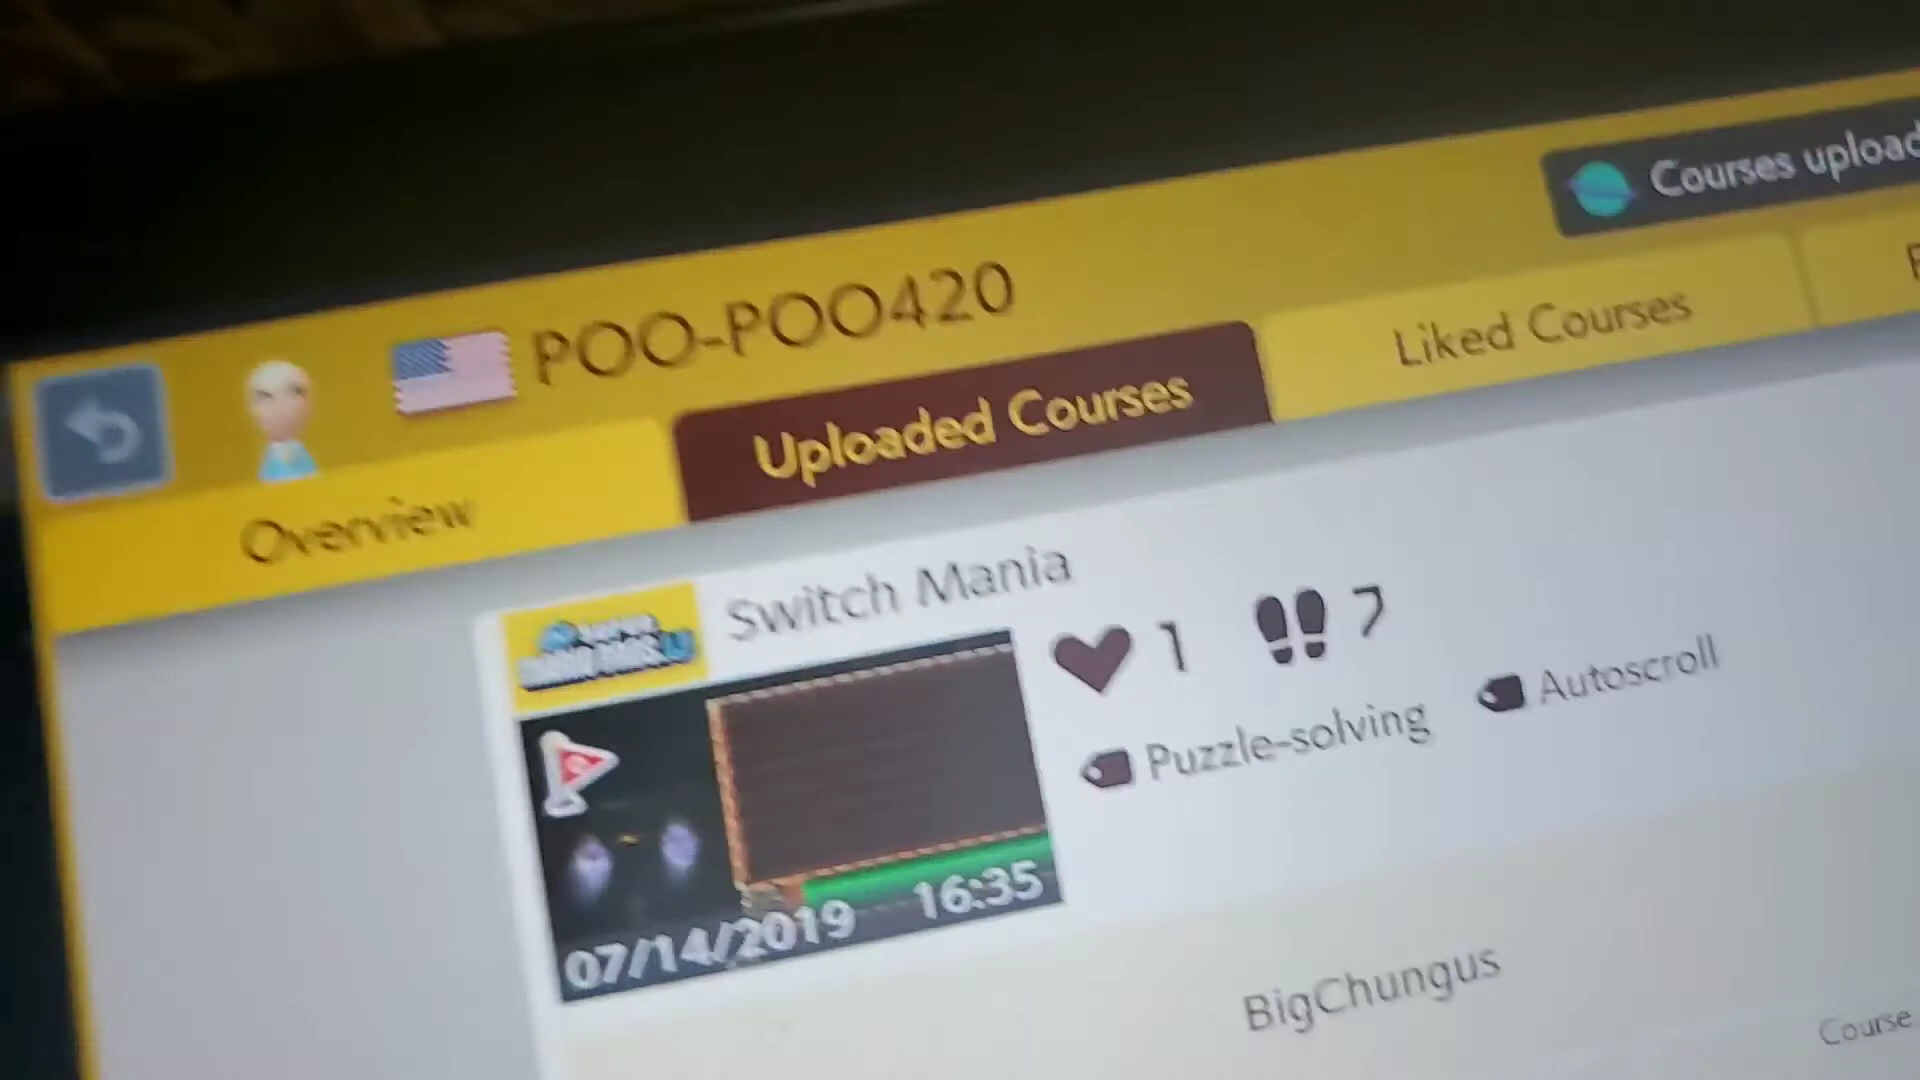 Courses upload
POO-POO420
Overview
Uploaded Courses
Liked Courses
Switch Mania
1
7
Puzzle-solving
Autoscroll
07/14/2019
16:35
BigChungus
Course